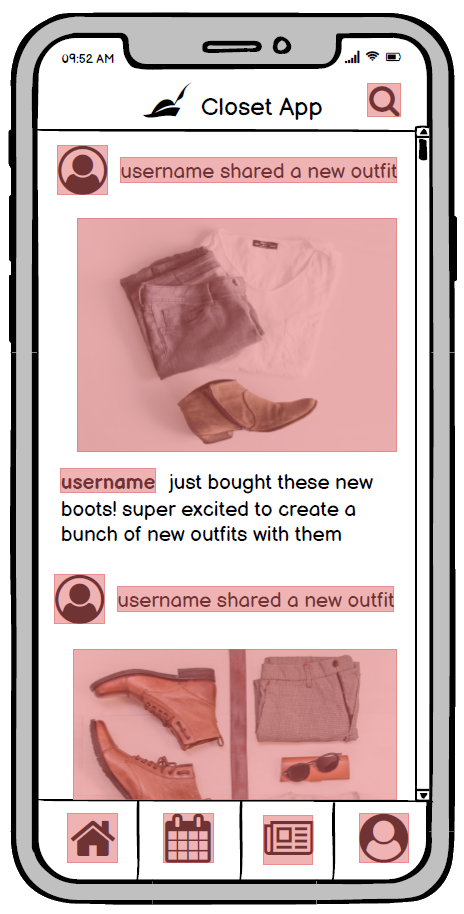 09:52 AM
Closet App
username shared a new outfit
username just bought these new
boots! super excited to create a
bunch of new outfits with them
username shared a new outfit